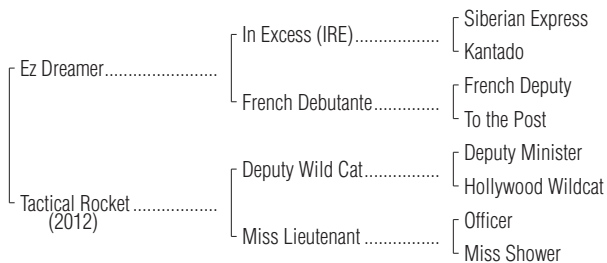 Siberian Express
In Excess (IRE)
Kantado
Ez Dreamer
French Deputy
French Debutante
To the Post
Deputy Minister
Deputy Wild Cat
Hollywood Wildcat
Tactical Rocket
(2012)
Officer
Miss Lieutenant
Miss Shower